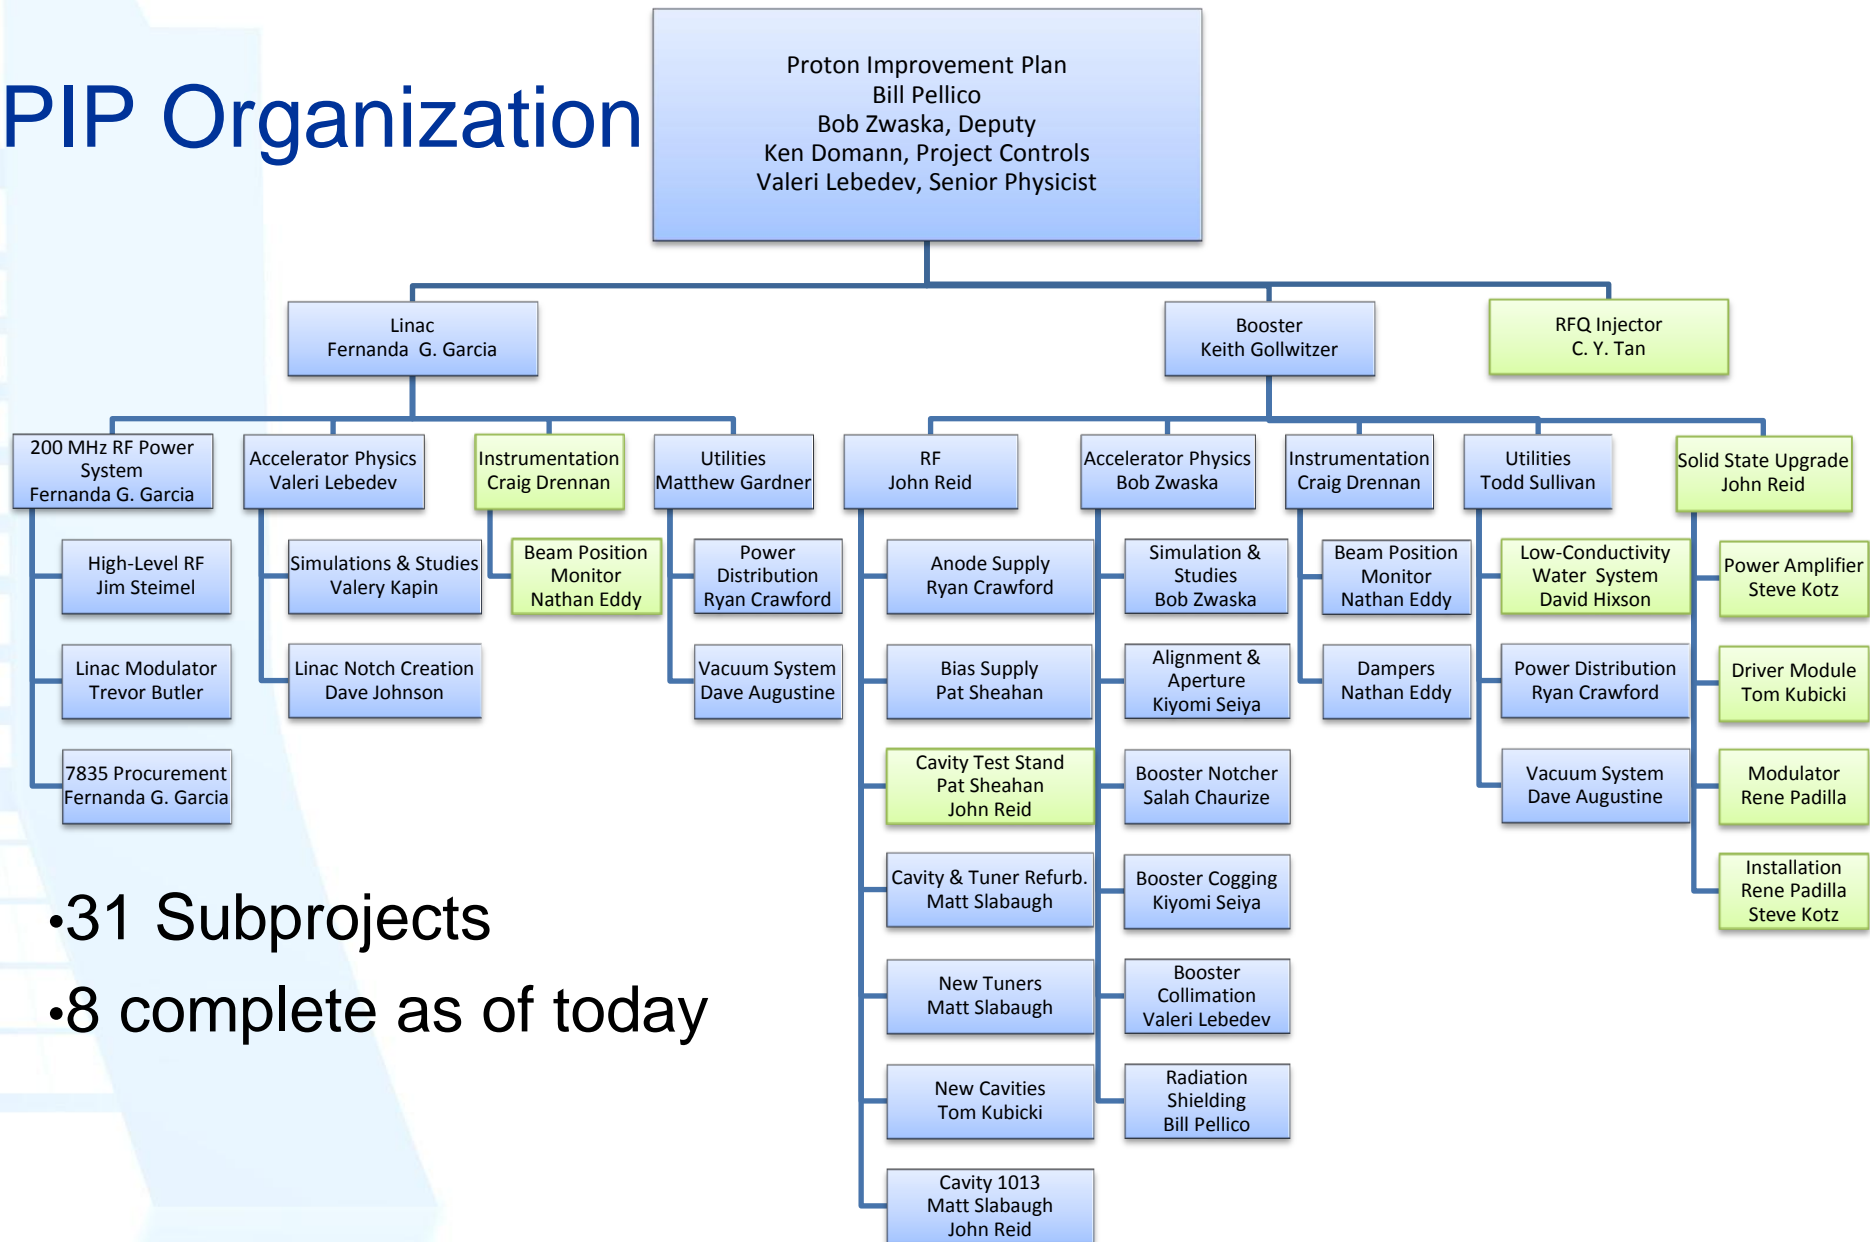 PIP Organization
Proton Improvement Plan
Bill Pellico
Bob Zwaska, Deputy
Ken Domann, Project Controls
Valeri Lebedev, Senior Physicist
Linac
Fernanda G. Garcia
Booster
Keith Gollwitzer
RFQ Injector
C. Y. Tan
200 MHz RF Power
System
Fernanda G. Garcia
Accelerator Physics
Valeri Lebedev
Instrumentation
Craig Drennan
Utilities
Matthew Gardner
RF
John Reid
Accelerator Physics
Bob Zwaska
Instrumentation
Craig Drennan
Utilities
Todd Sullivan
Solid State Upgrade
John Reid
High-Level RF
Jim Steimel
Linac Modulator
Trevor Butler
7835 Procurement
Fernanda G. Garcia
Simulations & Studies
Valery Kapin
Linac Notch Creation
Dave Johnson
Beam Position
Monitor
Nathan Eddy
Power
Distribution
Ryan Crawford
Vacuum System
Dave Augustine
Anode Supply
Ryan Crawford
Bias Supply
Pat Sheahan
Cavity Test Stand
Pat Sheahan
John Reid
Cavity & Tuner Refurb.
Matt Slabaugh
New Tuners
Matt Slabaugh
New Cavities
Tom Kubicki
Cavity 1013
Matt Slabaugh
John Reid
Simulation &
Studies
Bob Zwaska
Alignment &
Aperture
Kiyomi Seiya
Booster Notcher
Salah Chaurize
Booster Cogging
Kiyomi Seiya
Booster
Collimation
Valeri Lebedev
Radiation
Shielding
Bill Pellico
Beam Position
Monitor
Nathan Eddy
Dampers
Nathan Eddy
Low-Conductivity
Water System
David Hixson
Power Distribution
Ryan Crawford
Vacuum System
Dave Augustine
Power Amplifier
Steve Kotz
Driver Module
Tom Kubicki
Modulator
Rene Padilla
Installation
Rene Padilla
Steve Kotz
•31 Subprojects
•8 complete as of today